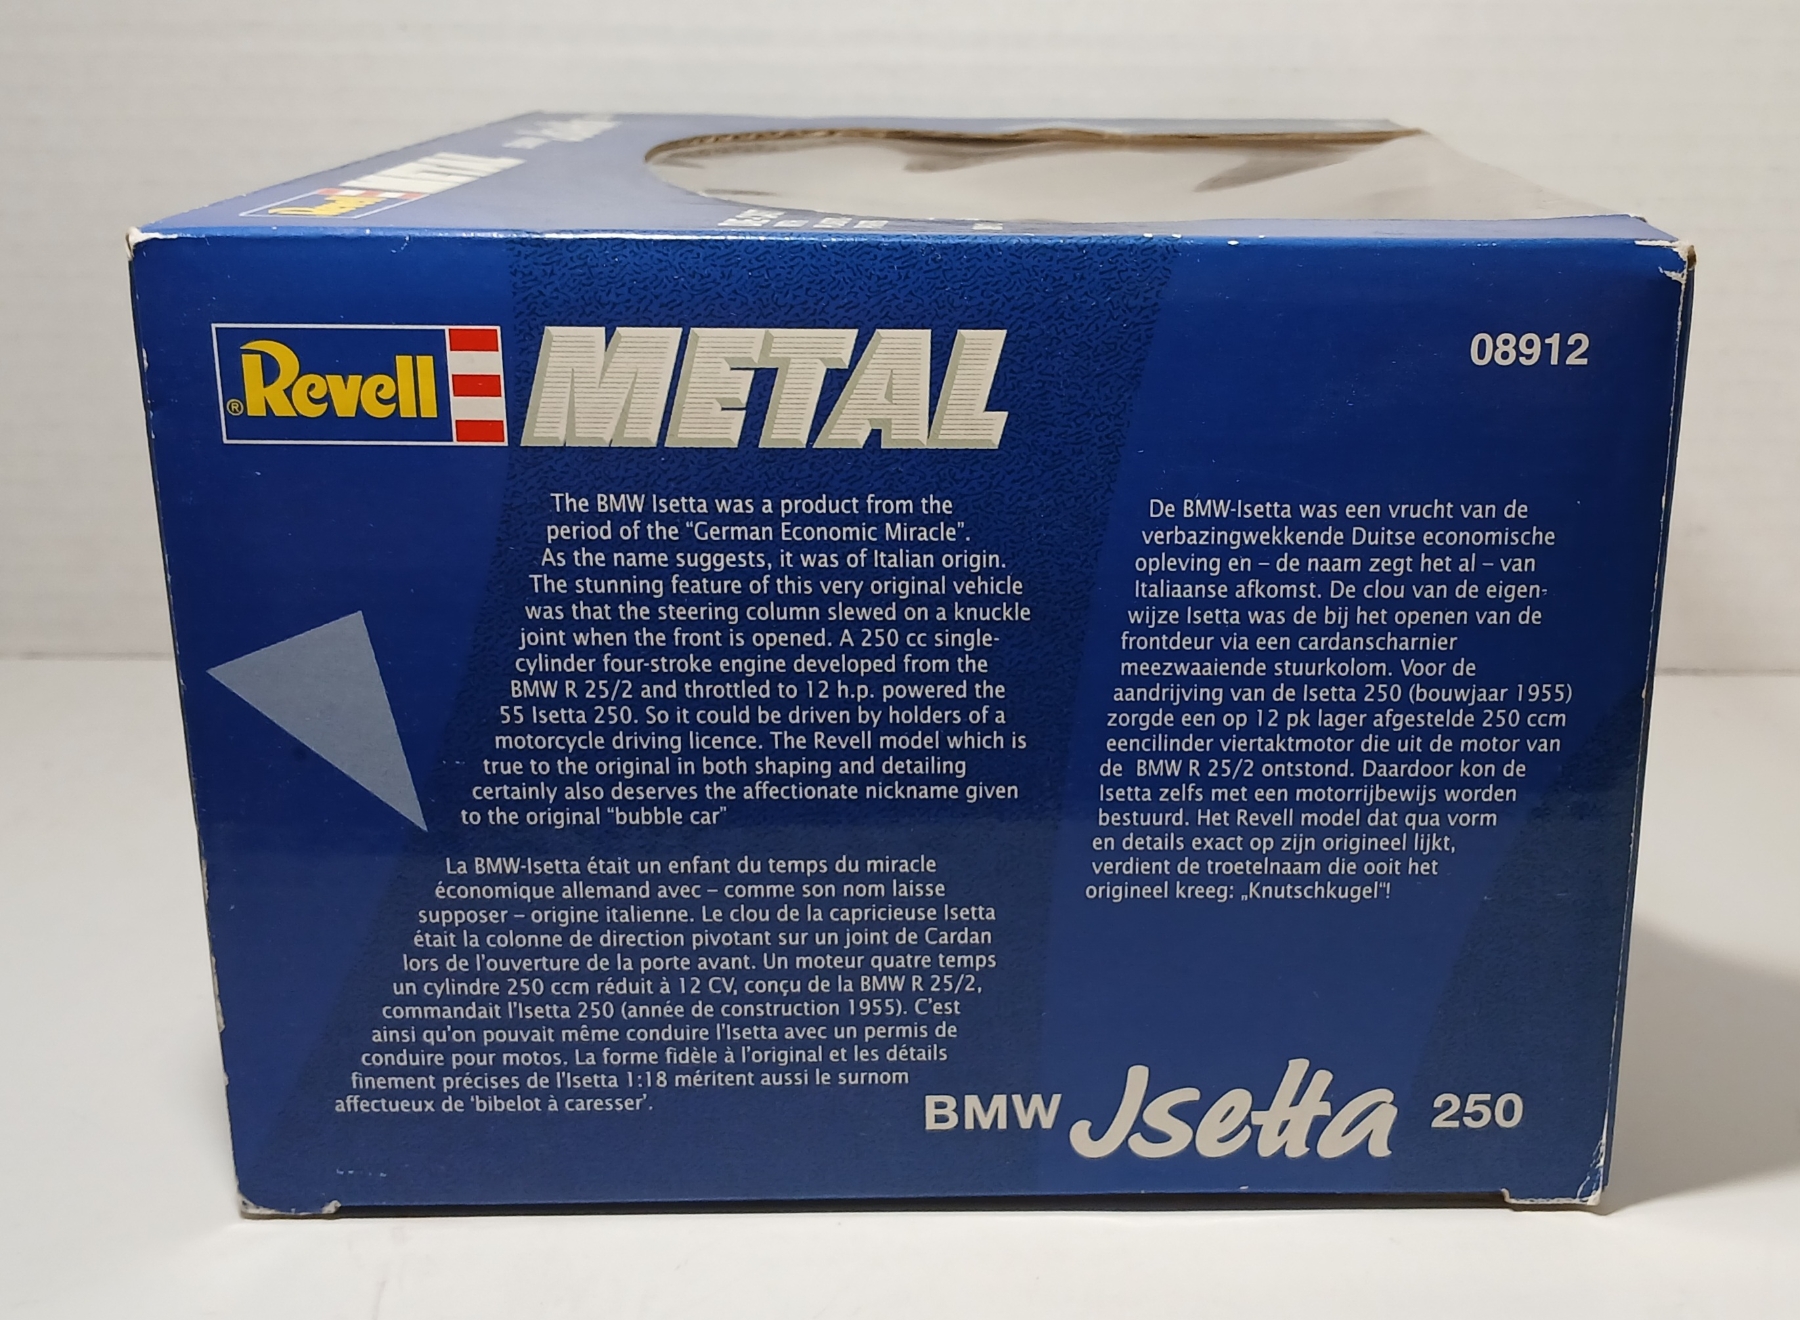 Revell METAL
® Revell METAL
08912
The BMW Isetta was a product from the
period of the “German Economic Miracle”.
As the name suggests, it was of Italian origin.
The stunning feature of this very original vehicle
was that the steering column slewed on a knuckle
joint when the front is opened. A 250 cc single-
cylinder four-stroke engine developed from the
BMW R 25/2 and throttled to 12 h.p. powered the
55 Isetta 250. So it could be driven by holders of a
motorcycle driving licence. The Revell model which is
true to the original in both shaping and detailing
certainly also deserves the affectionate nickname given
to the original “bubble car”
La BMW-Isetta était un enfant du temps du miracle
économique allemand avec – comme son nom laisse
supposer – origine italienne. Le clou de la capricieuse Isetta
était la colonne de direction pivotant sur un joint de Cardan
lors de l'ouverture de la porte avant. Un moteur quatre temps
un cylindre 250 ccm réduit à 12 CV, conçu de la BMW R 25/2,
commandait l'Isetta 250 (année de construction 1955). C'est
ainsi qu'on pouvait même conduire l'Isetta avec un permis de
conduire pour motos. La forme fidèle à l'original et les détails
finement précises de l'Isetta 1:18 méritent aussi le surnom
affectueux de ‘bibelot à caresser’.
De BMW-Isetta was een vrucht van de
verbazingwekkende Duitse economische
opleving en – de naam zegt het al – van
Italiaanse afkomst. De clou van de eigen-
wijze Isetta was de bij het openen van de
frontdeur via een cardanscharnier
meezwaaiende stuurkolom. Voor de
aandrijving van de Isetta 250 (bouwjaar 1955)
zorgde een op 12 pk lager afgestelde 250 ccm
eencilinder viertaktmotor die uit de motor van
de BMW R 25/2 ontstond. Daardoor kon de
Isetta zelfs met een motorrijbewijs worden
bestuurd. Het Revell model dat qua vorm
en details exact op zijn origineel lijkt,
verdient de troetelnaam die ooit het
origineel kreeg: „Knutschkugel“!
BMW Isetta 250